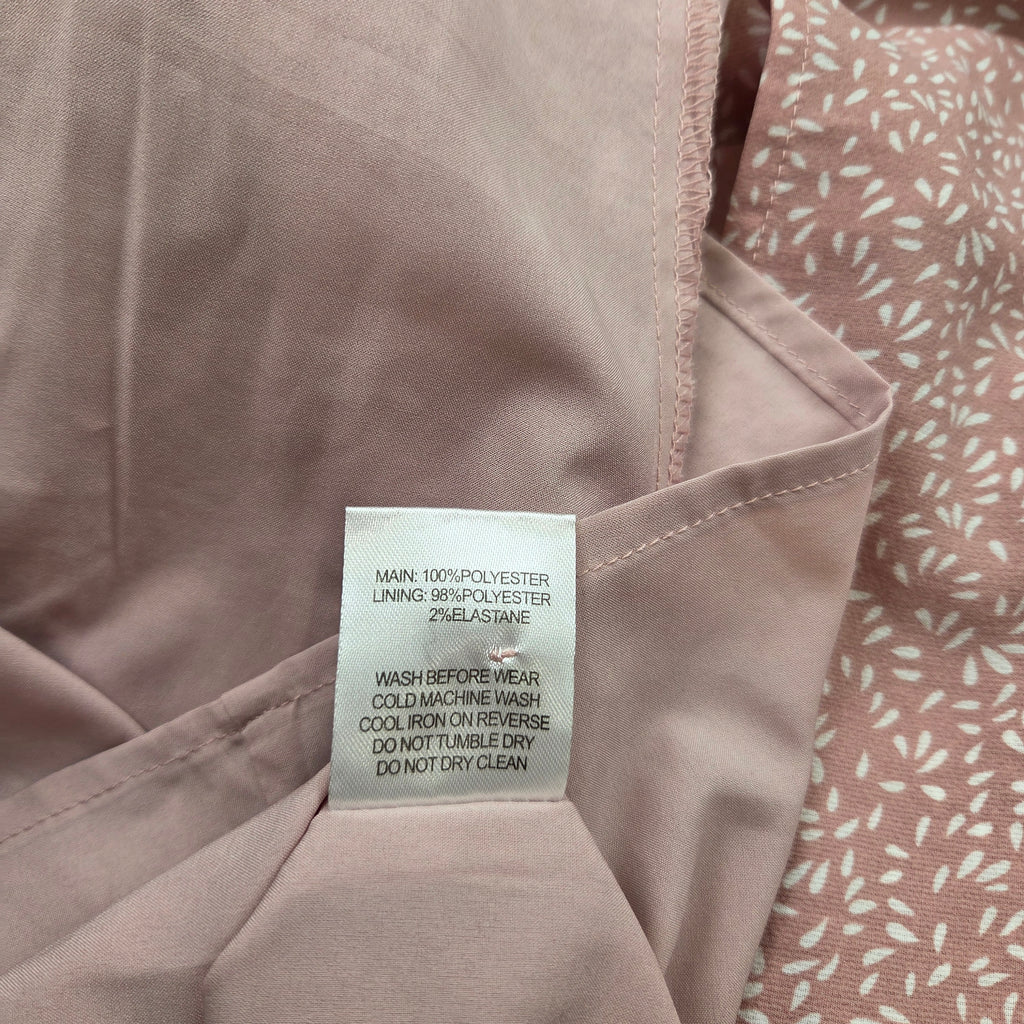 MAIN: 100%POLYESTER
LINING: 98%POLYESTER
2%ELASTANE
WASH BEFORE WEAR
COLD MACHINE WASH
COOL IRON ON REVERSE
DO NOT TUMBLE DRY
DO NOT DRY CLEAN